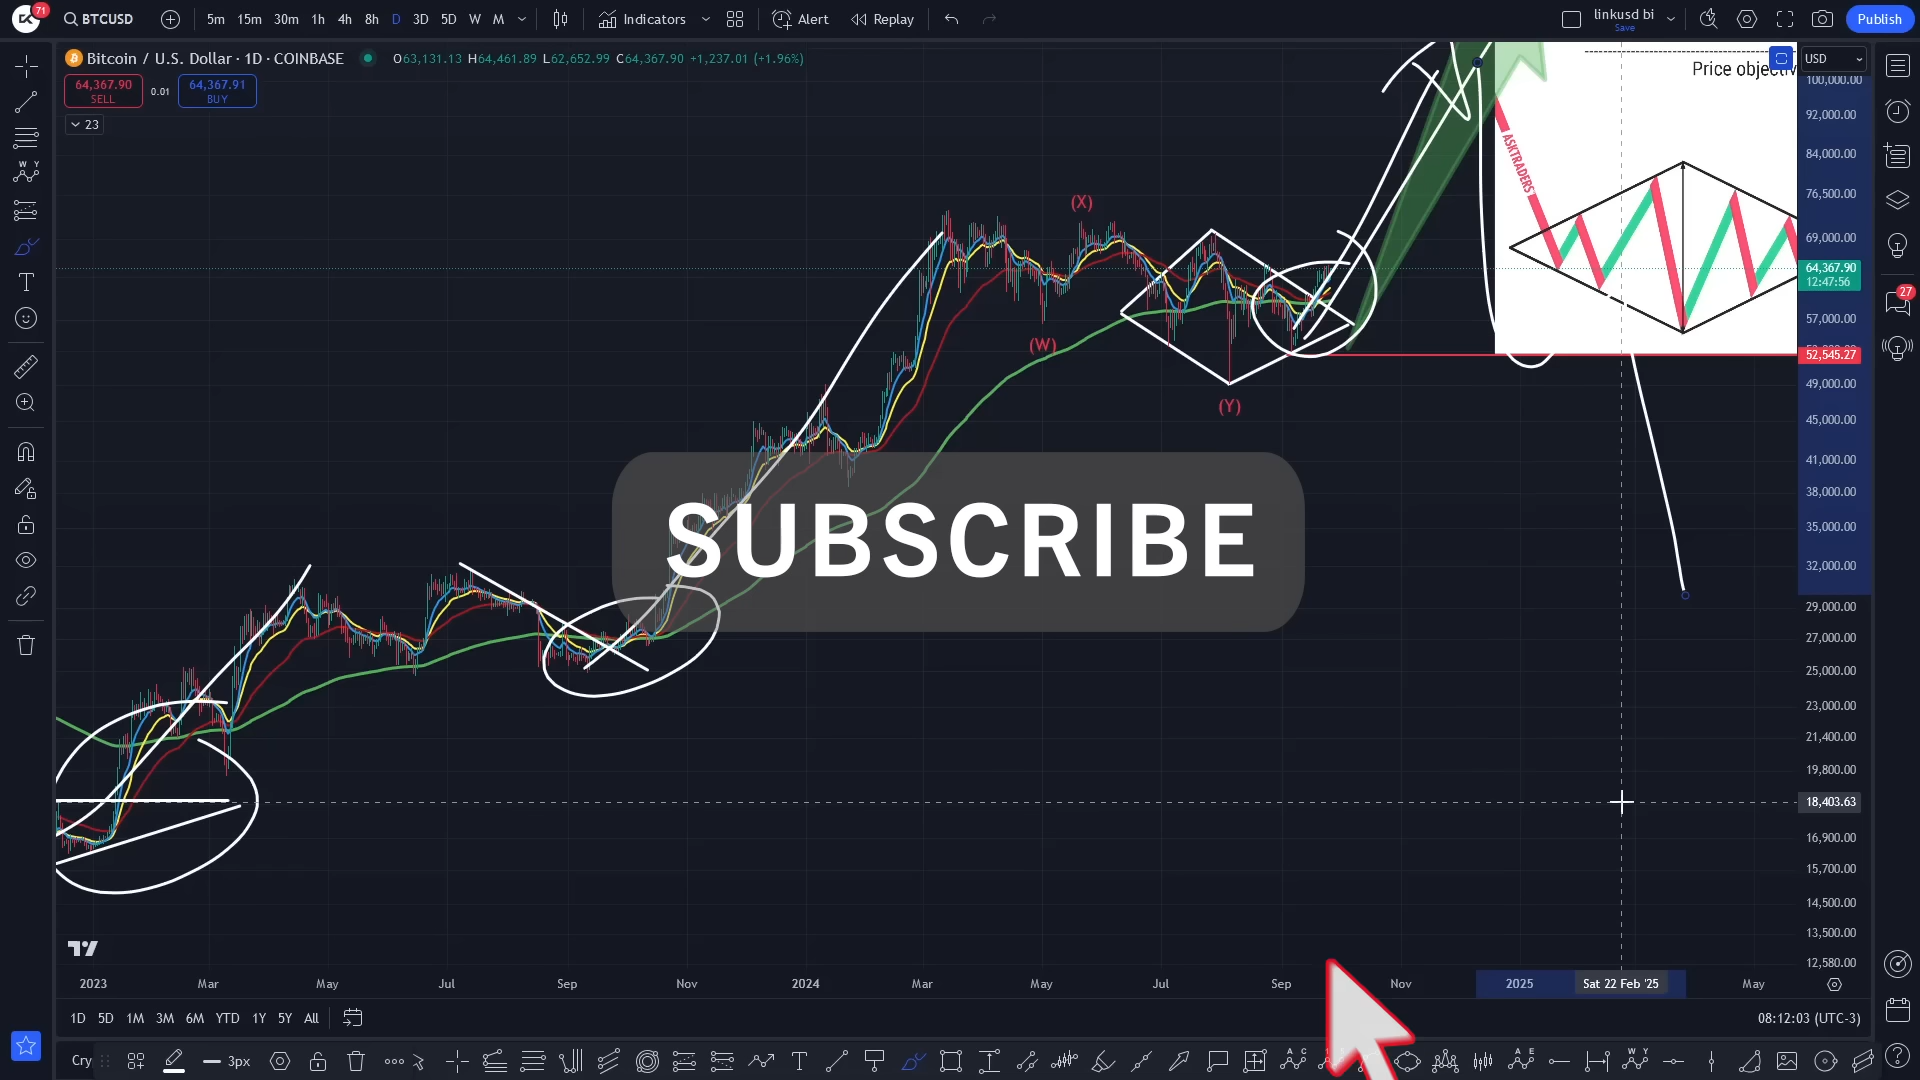 71
BTCUSD
5m 15m 30m 1h 4h 8h D 3D 5D W M
Indicators
Alert
Replay
linkusd bi
Save
Publish
Bitcoin / U.S. Dollar · 1D · COINBASE
O63,131.13 H64,461.89 L62,652.99 C64,367.90 +1,237.01 (+1.96%)
64,367.90
SELL
0.01
64,367.91
BUY
23
USD
Price objectiv
ASKTRADERS
(X)
(W)
(Y)
SUBSCRIBE
100,000.00
92,000.00
84,000.00
76,500.00
69,000.00
64,367.90
12:47:56
57,000.00
52,545.27
49,000.00
45,000.00
41,000.00
38,000.00
35,000.00
32,000.00
29,000.00
27,000.00
25,000.00
23,000.00
21,400.00
19,800.00
18,403.63
16,900.00
15,700.00
14,500.00
13,500.00
12,580.00
27
2023 Mar May Jul Sep Nov 2024 Mar May Jul Sep Nov 2025 Sat 22 Feb '25 May
1D 5D 1M 3M 6M YTD 1Y 5Y All
08:12:03 (UTC-3)
Cry
3px